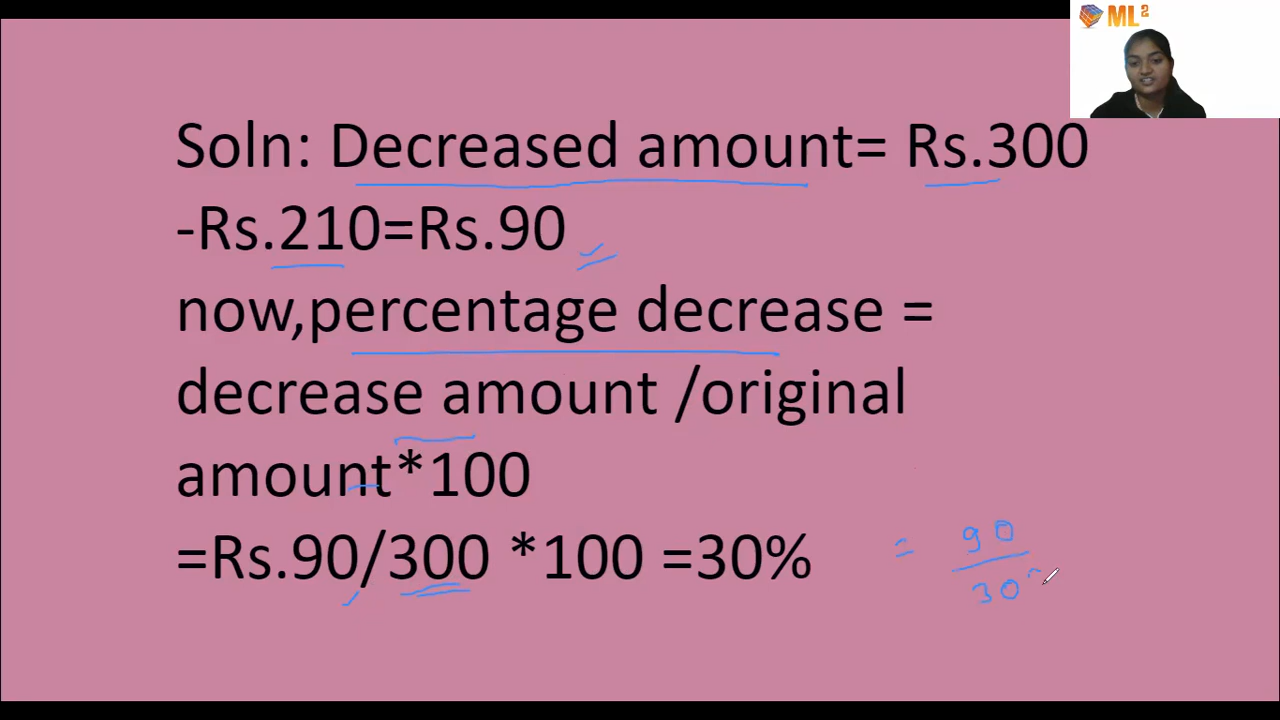 ML²
Soln: Decreased amount= Rs.300
-Rs.210=Rs.90
now,percentage decrease =
decrease amount /original
amount*100
=Rs.90/300 *100 =30%
= 90
300